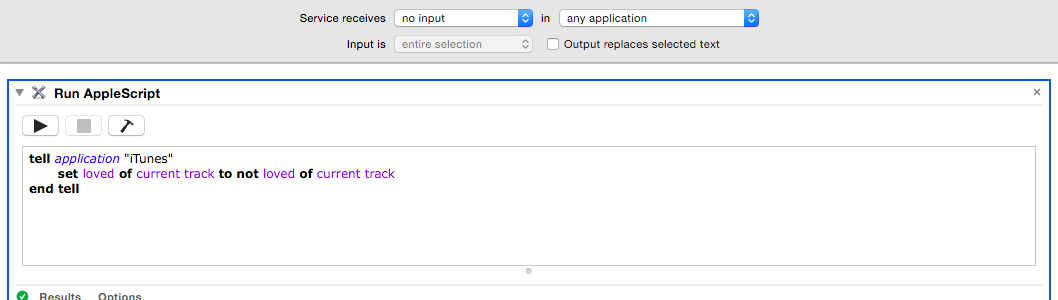 Service receives no input in any application
Input is entire selection Output replaces selected text
Run AppleScript
tell application "iTunes"
set loved of current track to not loved of current track
end tell
Results Options